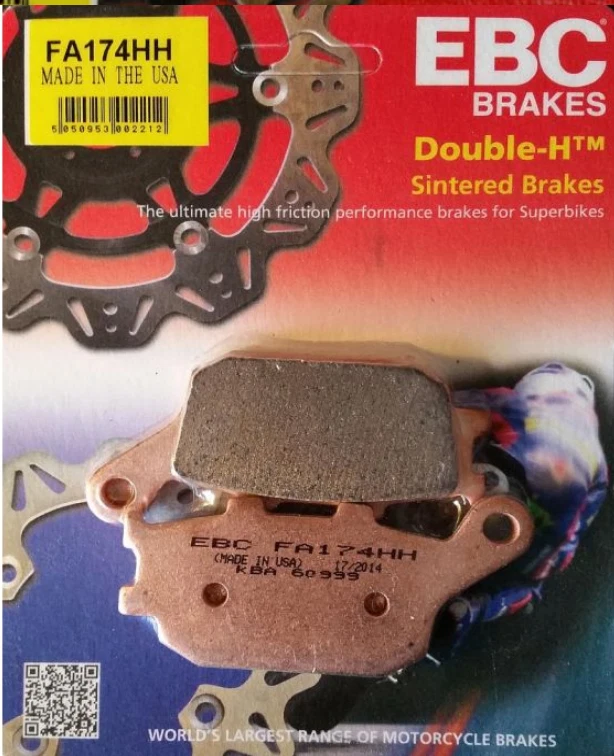 FA174HH
MADE IN THE USA
5 050953 002212
EBC
BRAKES
Double-H™
Sintered Brakes
The ultimate high friction performance brakes for Superbikes
EBC FA174HH
(MADE IN USA) 17/2014
KBA 60999
WORLD'S LARGEST RANGE OF MOTORCYCLE BRAKES